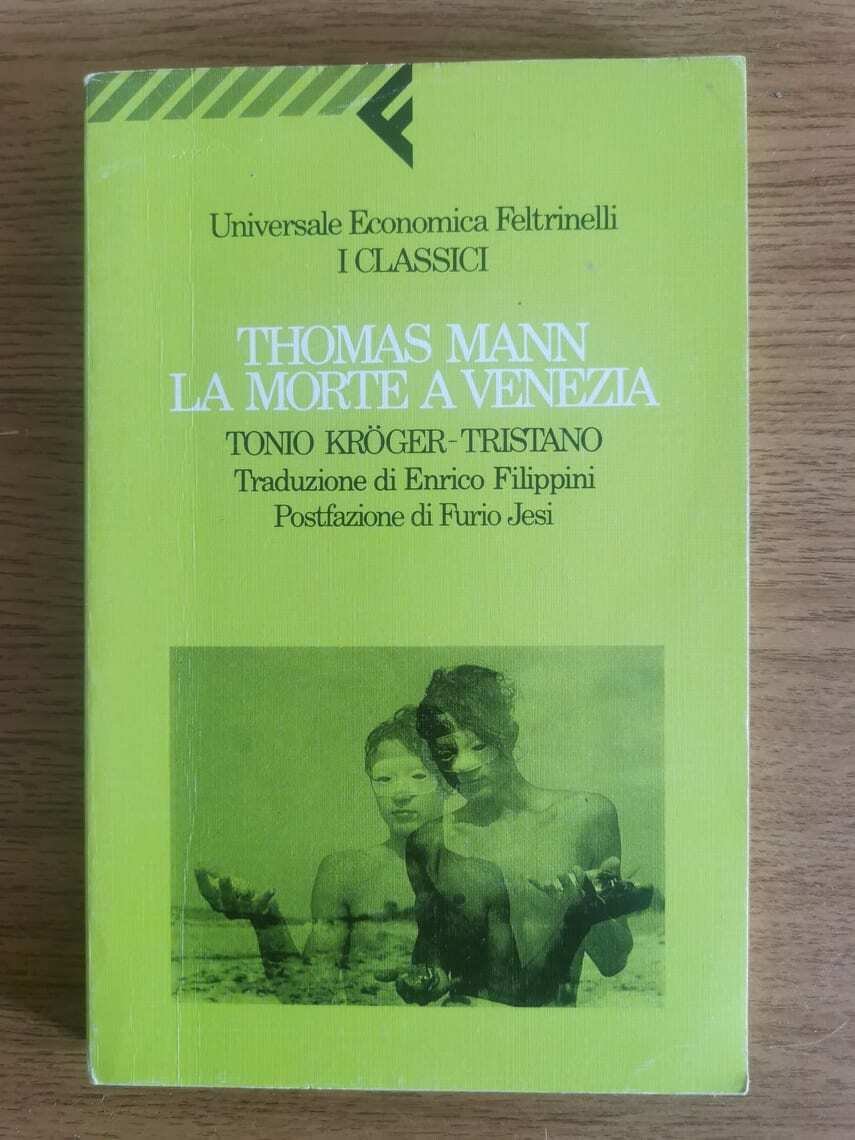 Universale Economica Feltrinelli
I CLASSICI
THOMAS MANN
LA MORTE A VENEZIA
TONIO KRÖGER-TRISTANO
Traduzione di Enrico Filippini
Postfazione di Furio Jesi